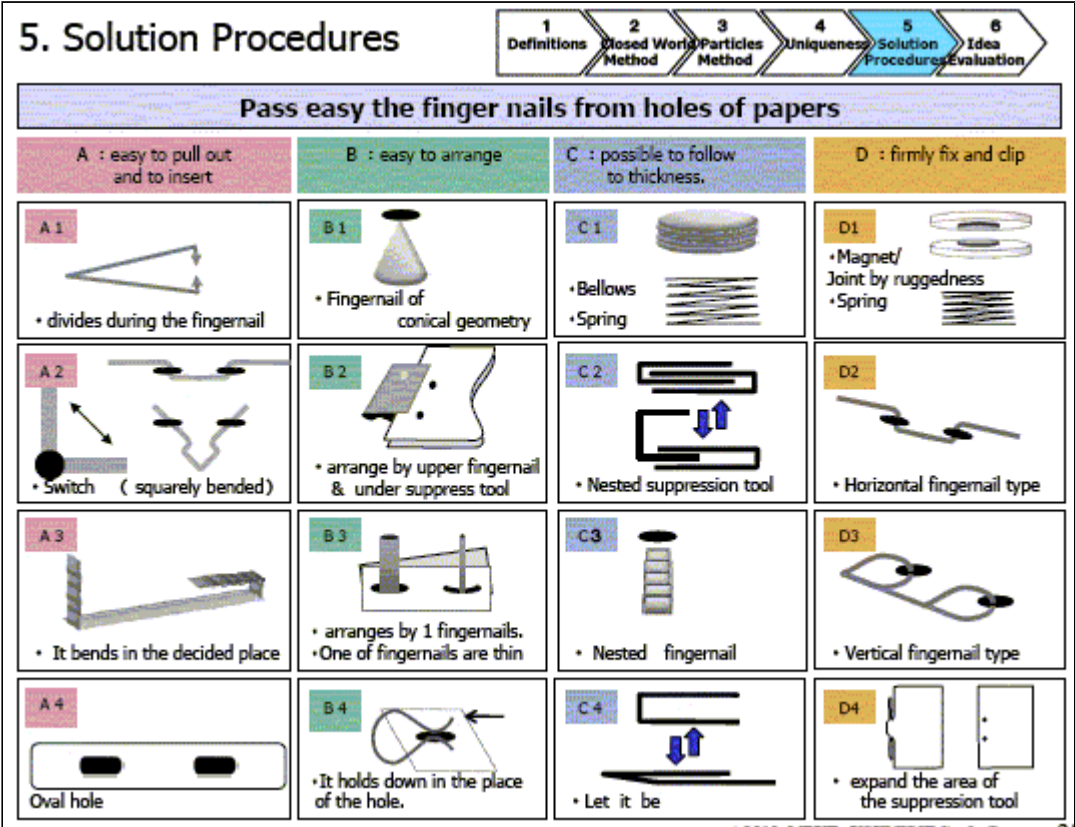 5. Solution Procedures
1
Definitions
2
Closed World
Method
3
Particles
Method
4
Uniqueness
5
Solution
Procedures
6
Idea
Evaluation
Pass easy the finger nails from holes of papers
A : easy to pull out
and to insert
B : easy to arrange
C : possible to follow
to thickness.
D : firmly fix and clip
A 1
• divides during the fingernail
B 1
• Fingernail of
conical geometry
C 1
•Bellows
•Spring
D1
•Magnet/
Joint by ruggedness
•Spring
A 2
• Switch ( squarely bended)
B 2
• arrange by upper fingernail
& under suppress tool
C 2
• Nested suppression tool
D2
• Horizontal fingernail type
A 3
• It bends in the decided place
B 3
• arranges by 1 fingernails.
•One of fingernails are thin
C3
• Nested fingernail
D3
• Vertical fingernail type
A 4
Oval hole
B 4
•It holds down in the place
of the hole.
C 4
• Let it be
D4
• expand the area of
the suppression tool